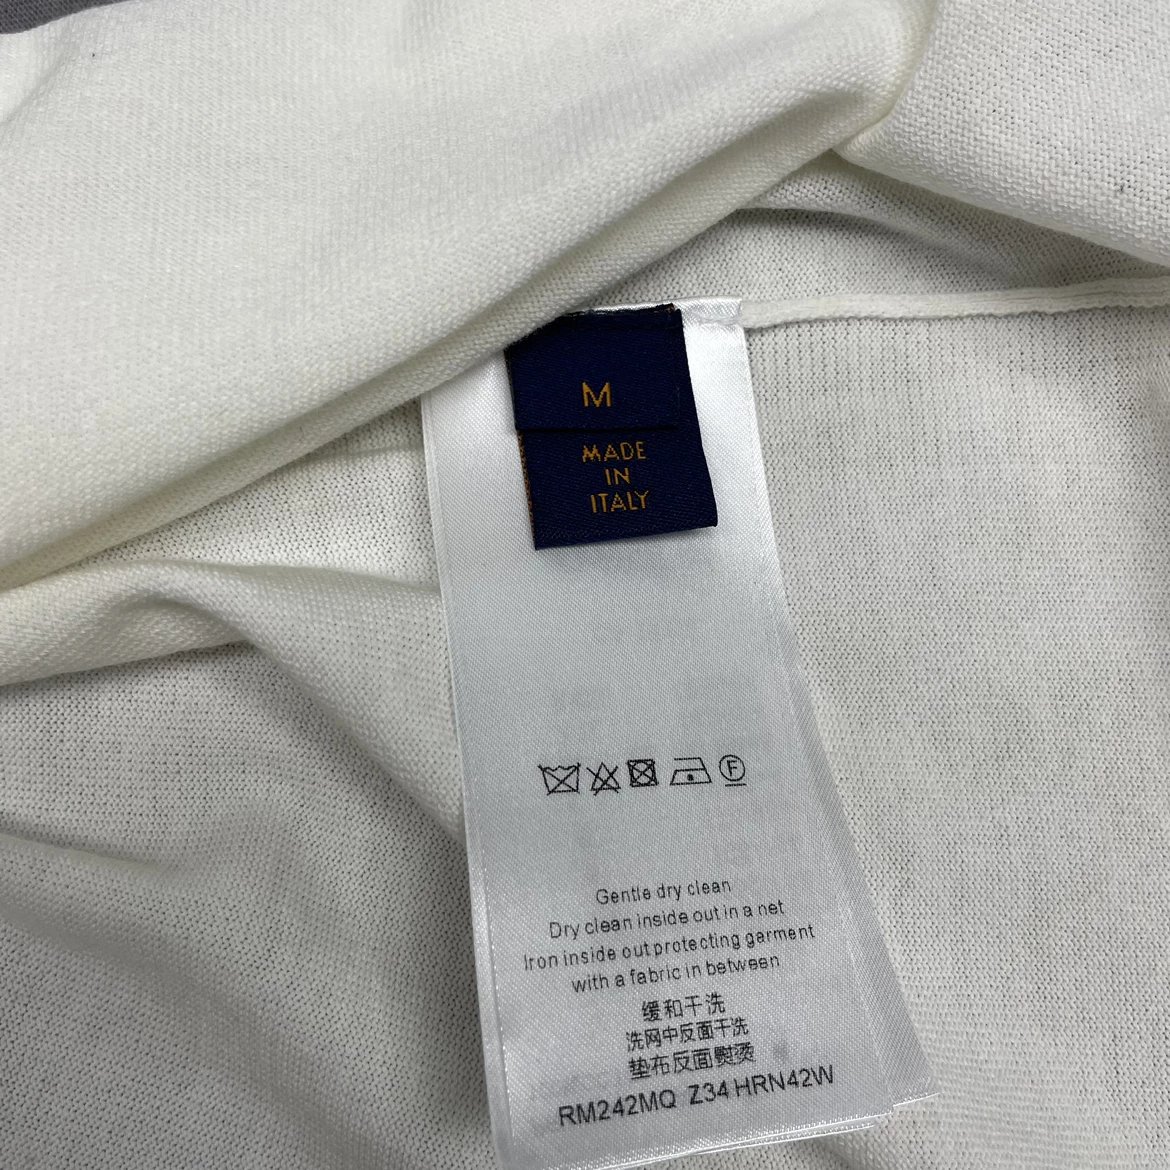 M
MADE
IN
ITALY
F
Gentle dry clean
Dry clean inside out in a net
Iron inside out protecting garment
with a fabric in between
缓和干洗
洗网中反面干洗
垫布反面熨烫
RM242MQ Z34 HRN42W